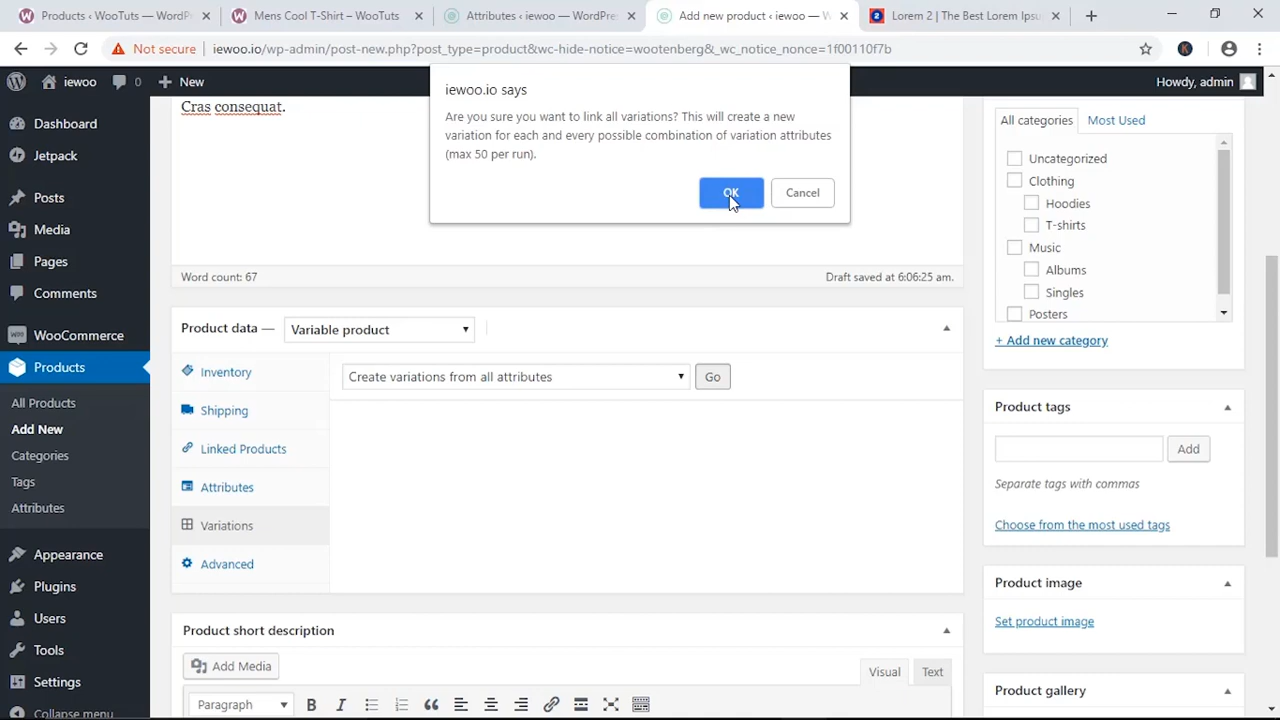 Products ‹ WooTuts — WordPr
Mens Cool T-Shirt – WooTuts
Attributes ‹ iewoo — WordPres
Add new product ‹ iewoo — W
Lorem 2 | The Best Lorem Ipsu
Not secure
iewoo.io/wp-admin/post-new.php?post_type=product&wc-hide-notice=wootenberg&_wc_notice_nonce=1f00110f7b
iewoo
0
New
Howdy, admin
iewoo.io says
Are you sure you want to link all variations? This will create a new
variation for each and every possible combination of variation attributes
(max 50 per run).
OK
Cancel
Dashboard
Jetpack
Posts
Media
Pages
Comments
WooCommerce
Products
All Products
Add New
Categories
Tags
Attributes
Appearance
Plugins
Users
Tools
Settings
Collapse menu
Cras consequat.
Word count: 67
Draft saved at 6:06:25 am.
Product data —
Variable product
Inventory
Shipping
Linked Products
Attributes
Variations
Advanced
Create variations from all attributes
Go
Product short description
Add Media
Visual
Text
Paragraph
All categories
Most Used
Uncategorized
Clothing
Hoodies
T-shirts
Music
Albums
Singles
Posters
+ Add new category
Product tags
Add
Separate tags with commas
Choose from the most used tags
Product image
Set product image
Product gallery